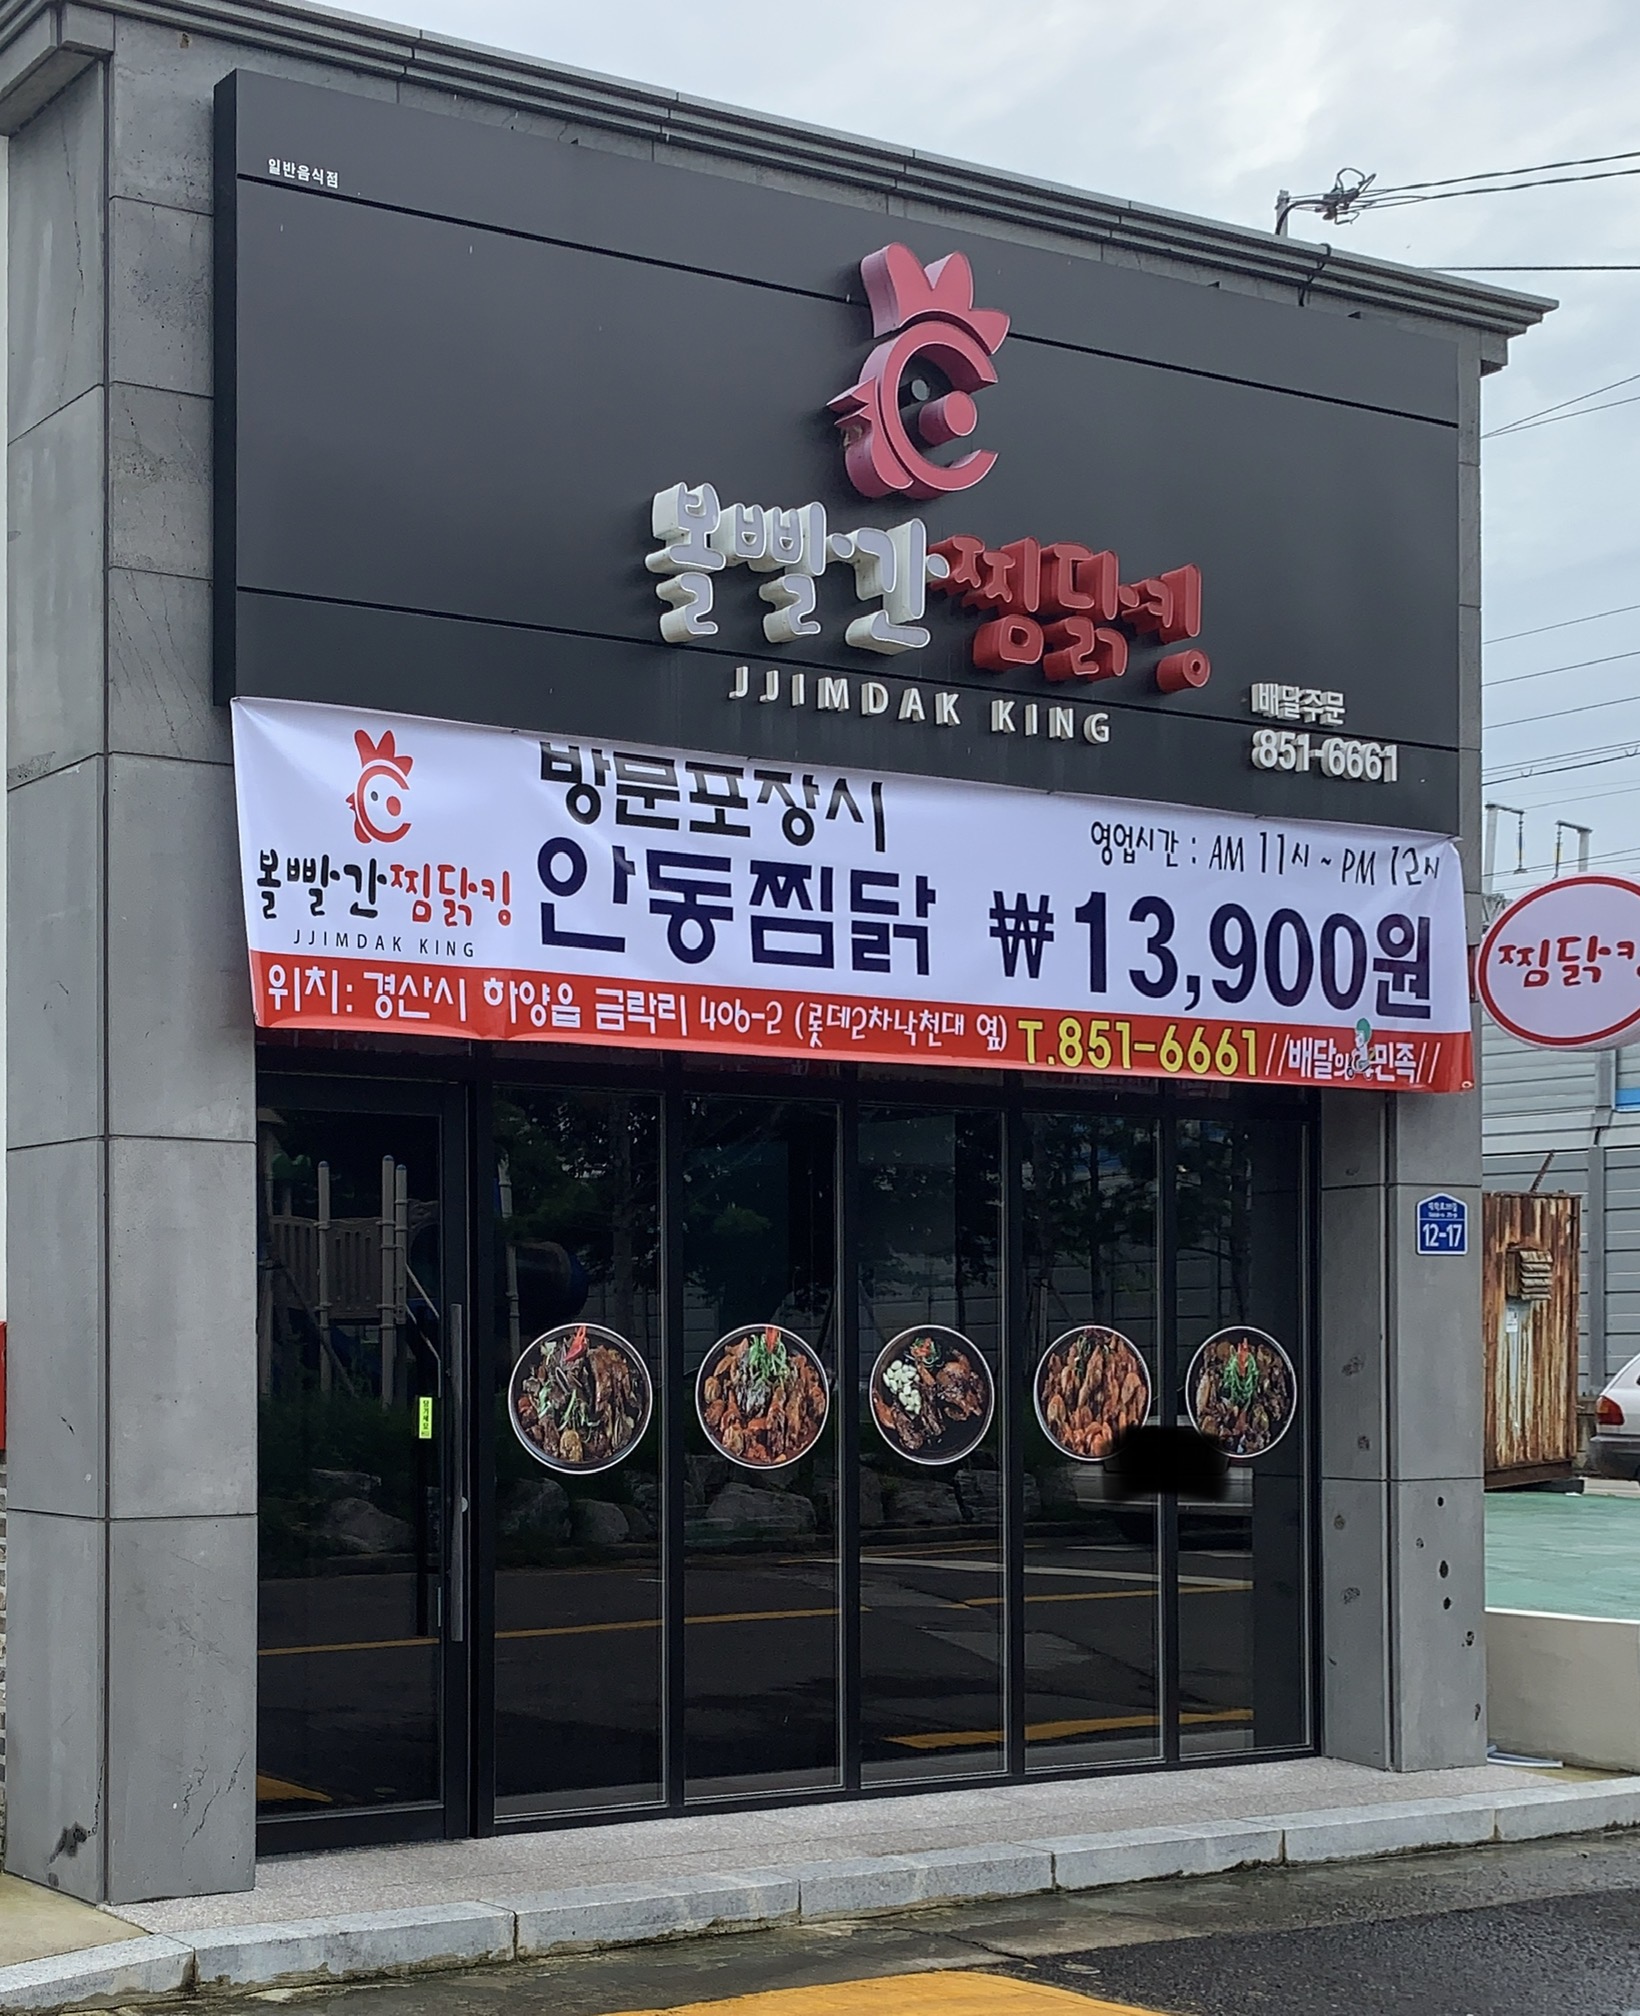 일반음식점
볼빨간찜닭킹
JJIMDAK KING
배달주문
851-6661
방문포장시
영업시간 : AM 11시 ~ PM 12시
볼빨간찜닭킹
JJIMDAK KING
안동찜닭 ₩13,900원
위치: 경산시 하양읍 금락리 406-2 (롯데2차낙천대 옆) T.851-6661 //배달의민족//
찜닭킹
12-17